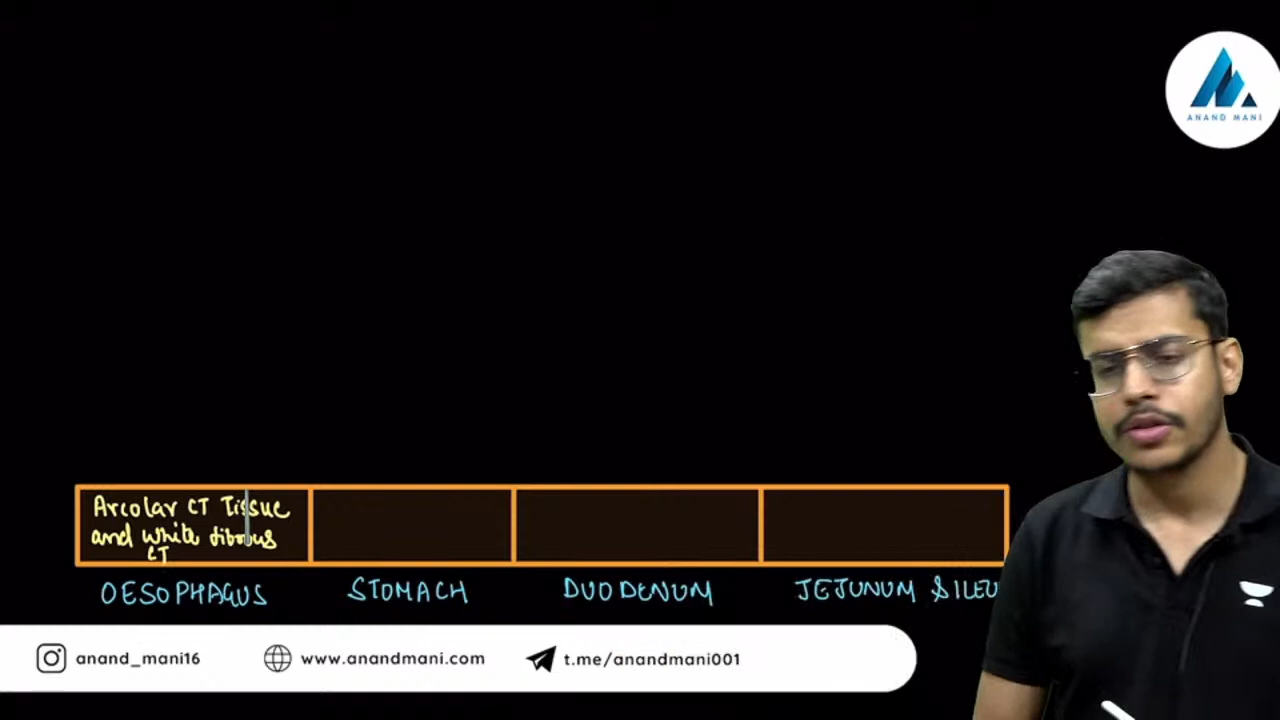 ANAND MANI
Areolar CT Tissue
and white fibrous
CT
OESOPHAGUS
STOMACH
DUODENUM
JEJUNUM & ILEU
anand_mani16
www.anandmani.com
t.me/anandmani001